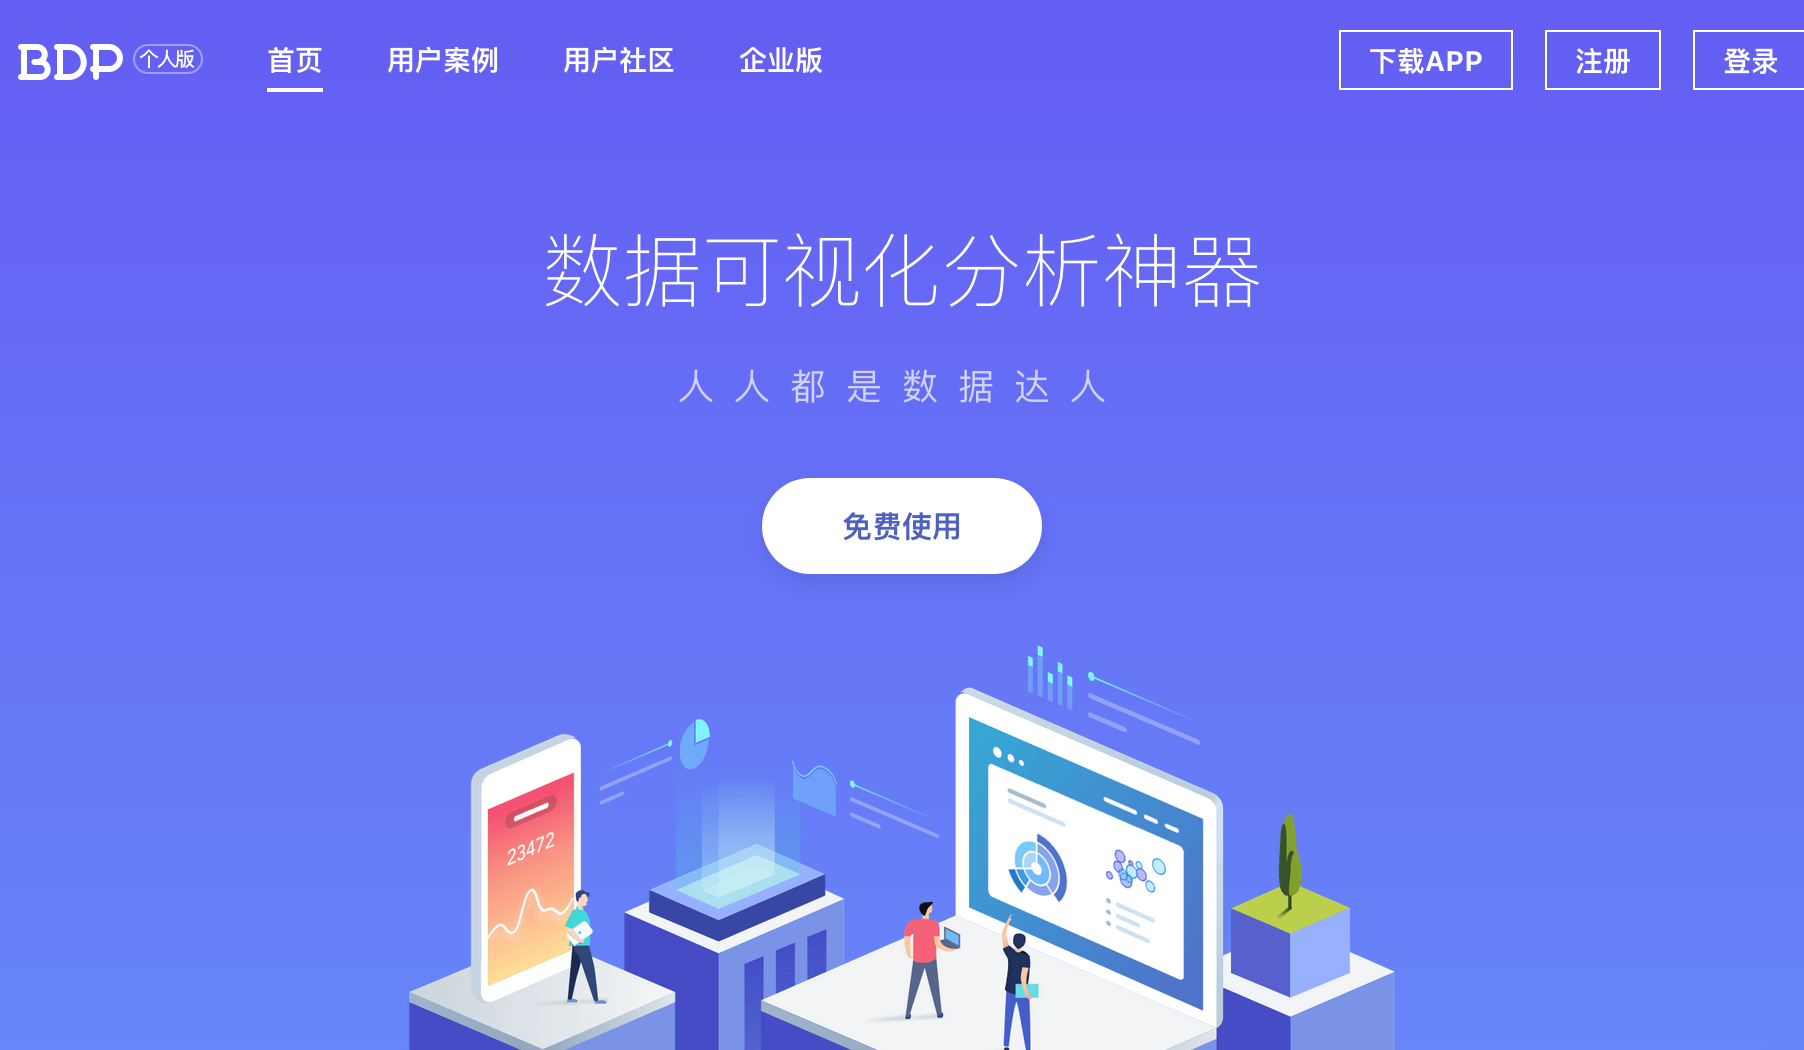 BDP 个人版 首页 用户案例 用户社区 企业版 下载APP 注册 登录
数据可视化分析神器
人人都是数据达人
免费使用
23472